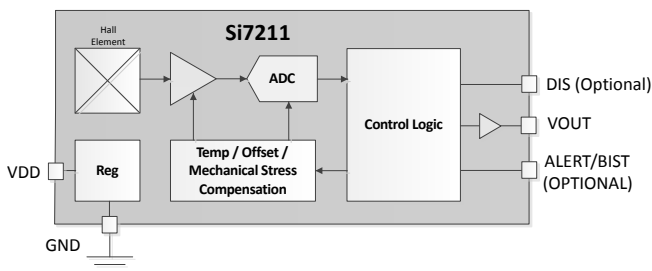 Si7211
Hall
Element
ADC
Control Logic
DIS (Optional)
VOUT
ALERT/BIST
(OPTIONAL)
Temp / Offset /
Mechanical Stress
Compensation
VDD
Reg
GND